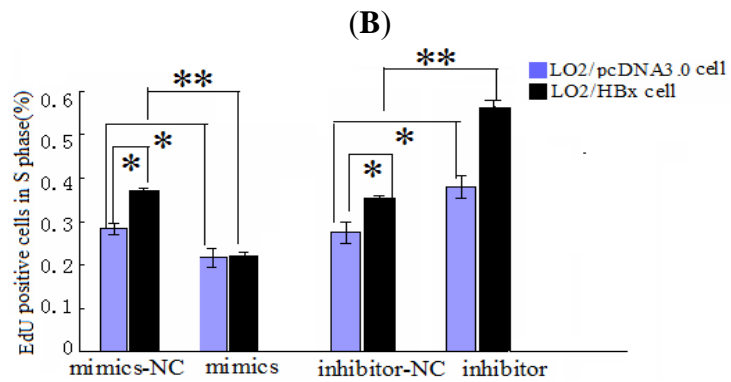 (B)
LO2/pcDNA3.0 cell
LO2/HBx cell
EdU positive cells in S phase(%)
0.6
0.5
0.4
0.3
0.2
0.1
0
**
*
*
**
*
*
mimics-NC
mimics
inhibitor-NC
inhibitor